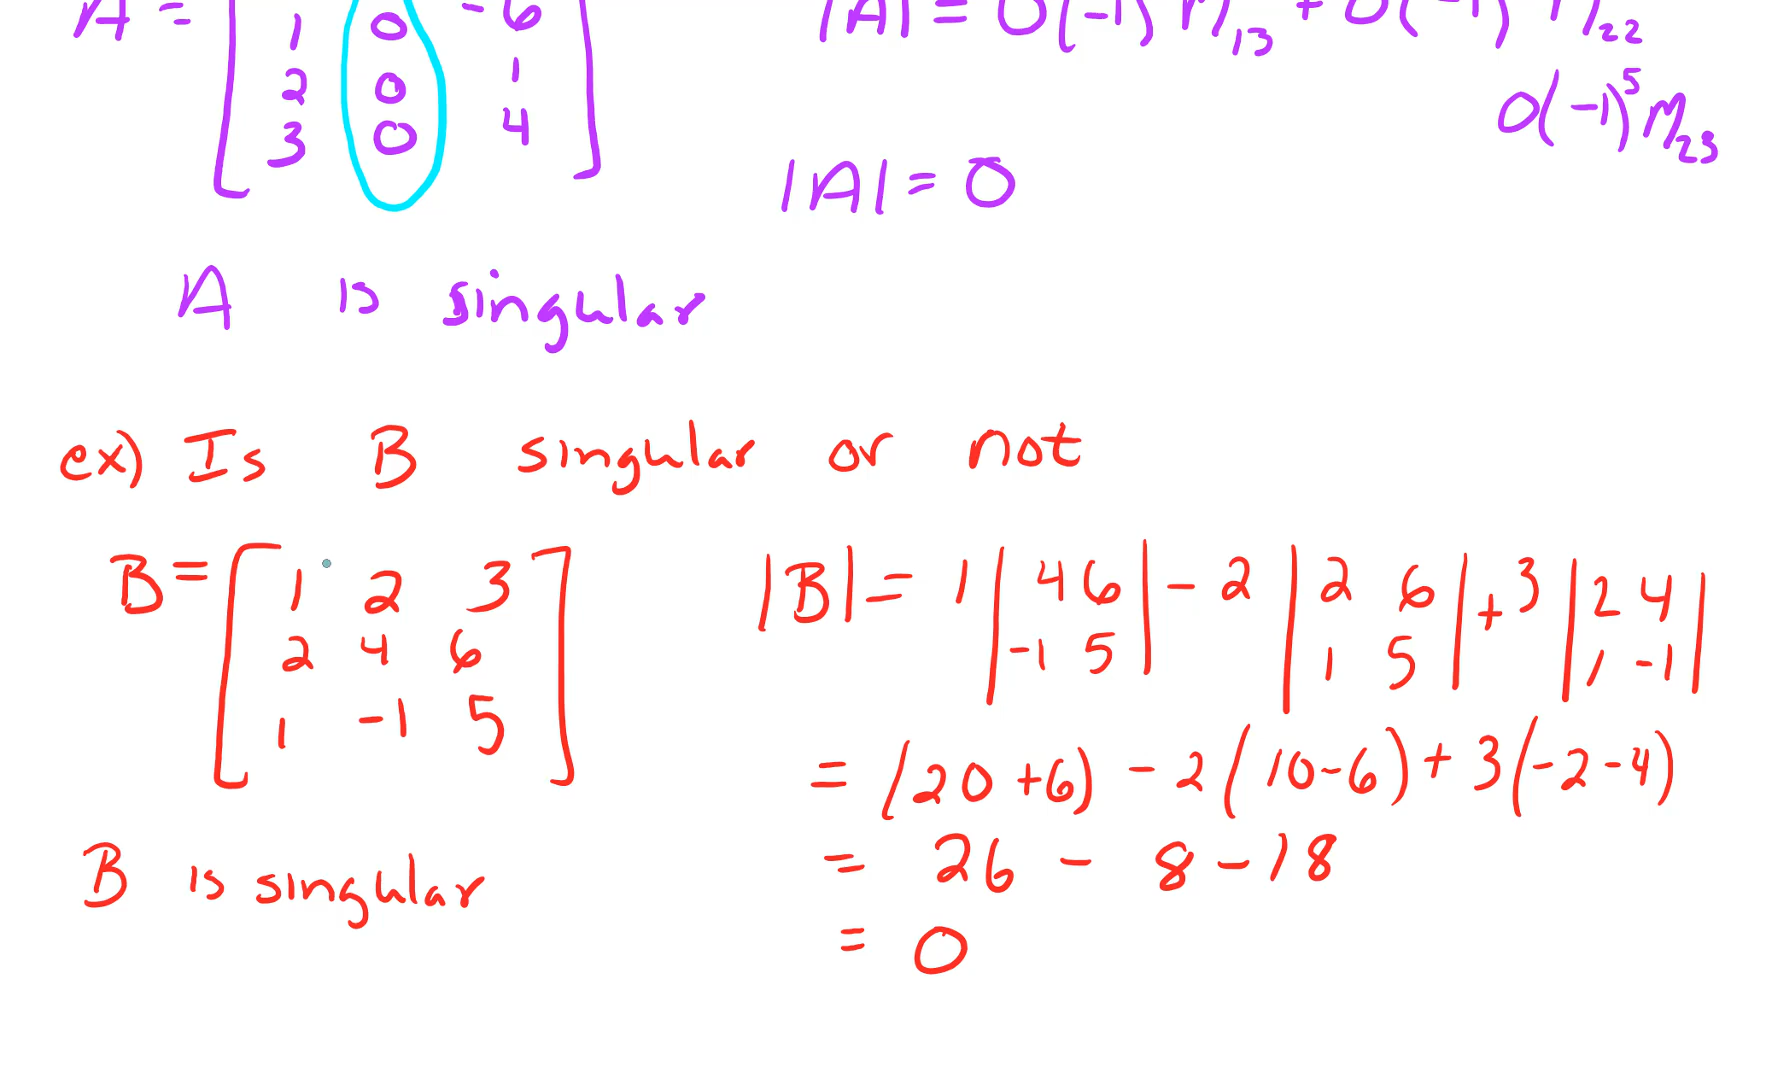 A = [ 1 0 -6
|A| = 0(-1) M₁₃ + 0(-1) M₂₂
2 0 1
3 0 4 ]
0(-1)⁵ M₂₃
|A| = 0
A is singular
ex) Is B singular or not
B = [ 1 2 3
2 4 6
1 -1 5 ]
|B| = 1 | 4 6 | - 2 | 2 6 | + 3 | 2 4 |
| -1 5 | | 1 5 | | 1 -1 |
= (20 +6) - 2(10-6) + 3(-2-4)
= 26 - 8 - 18
= 0
B is singular